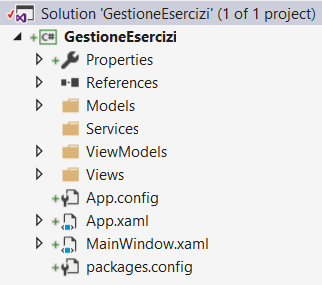 Solution 'GestioneEsercizi' (1 of 1 project)
C# GestioneEsercizi
Properties
References
Models
Services
ViewModels
Views
App.config
App.xaml
MainWindow.xaml
packages.config